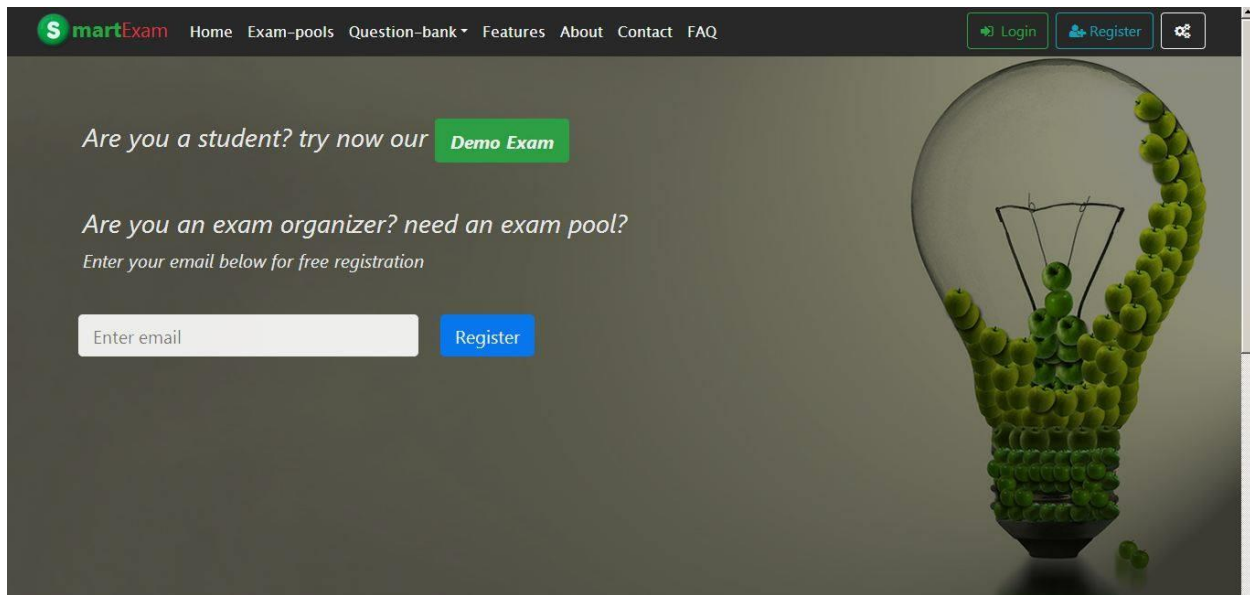 SmartExam Home Exam-pools Question-bank Features About Contact FAQ Login Register
Are you a student? try now our Demo Exam
Are you an exam organizer? need an exam pool?
Enter your email below for free registration
Enter email Register